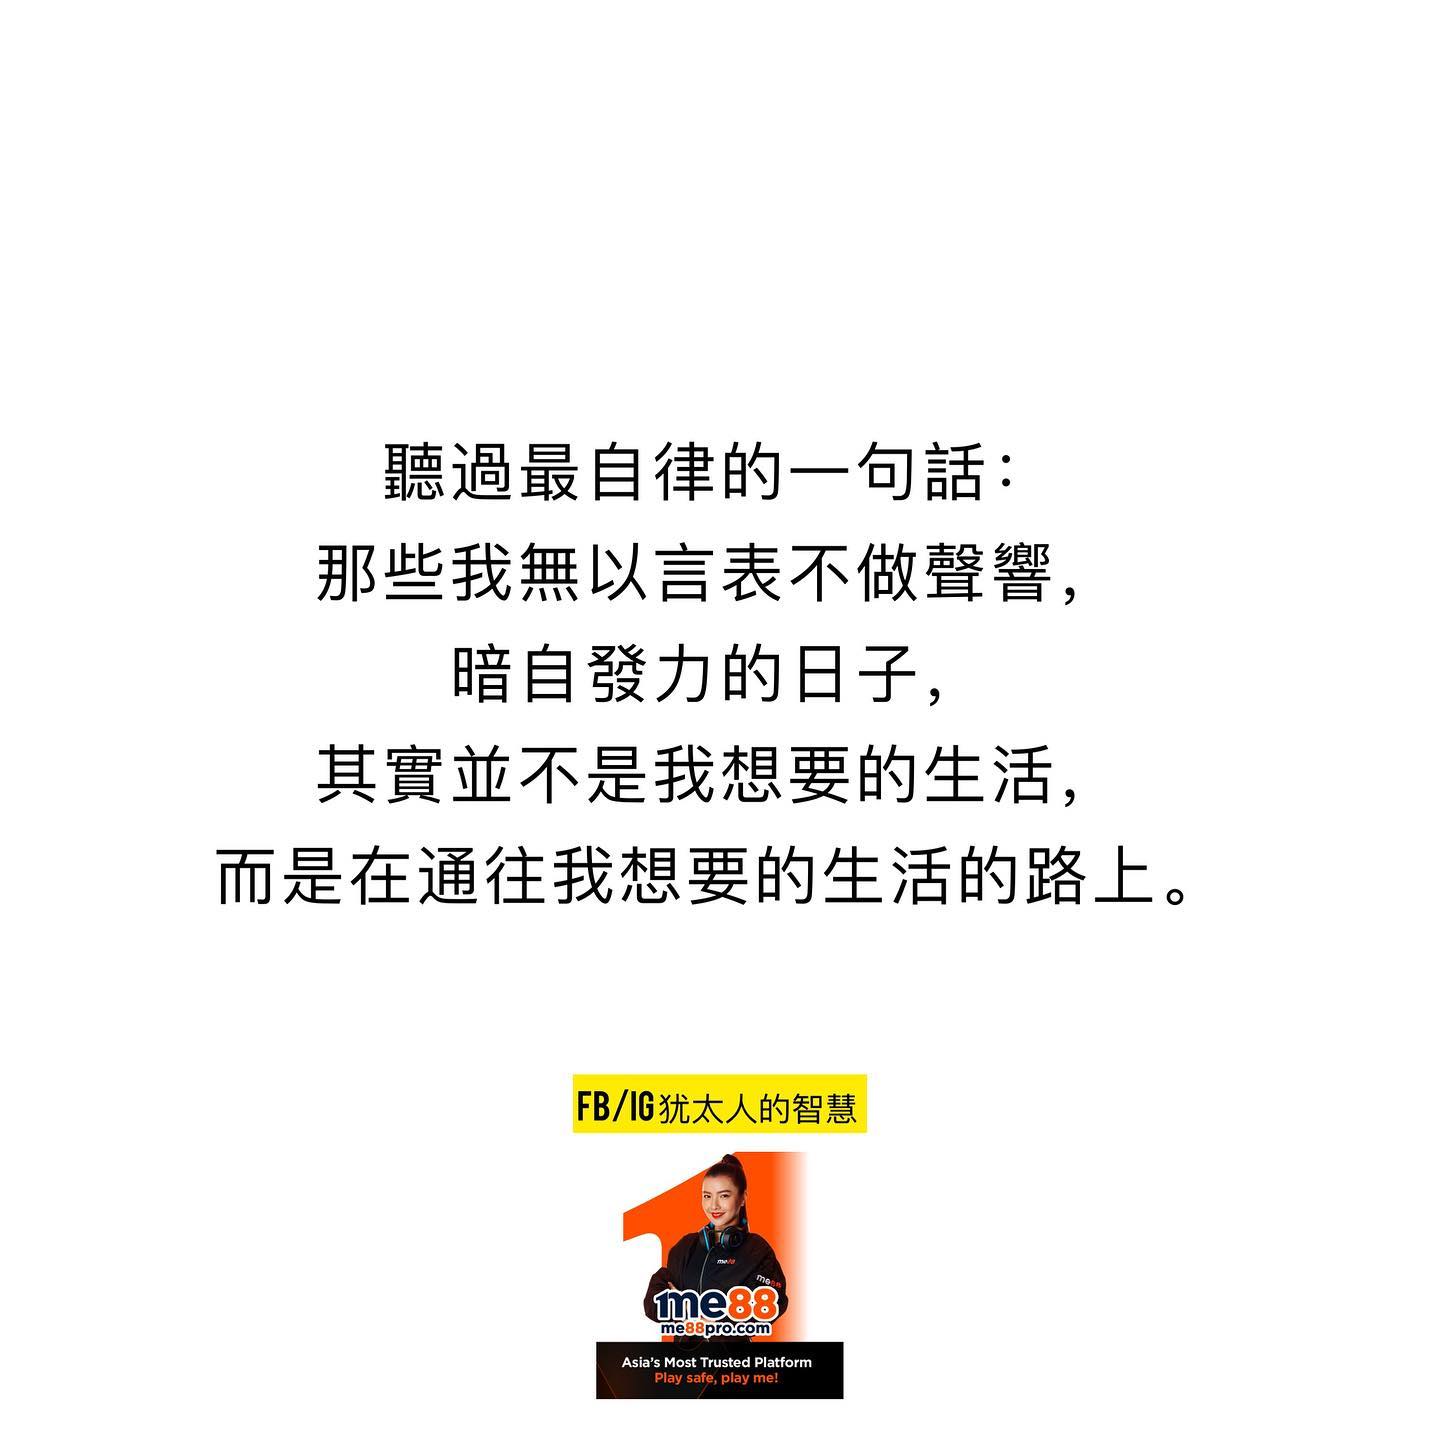 聽過最自律的一句話：
那些我無以言表不做聲響，
暗自發力的日子，
其實並不是我想要的生活，
而是在通往我想要的生活的路上。
FB/IG犹太人的智慧
me88
me88
me88
me88pro.com
Asia's Most Trusted Platform
Play safe, play me!